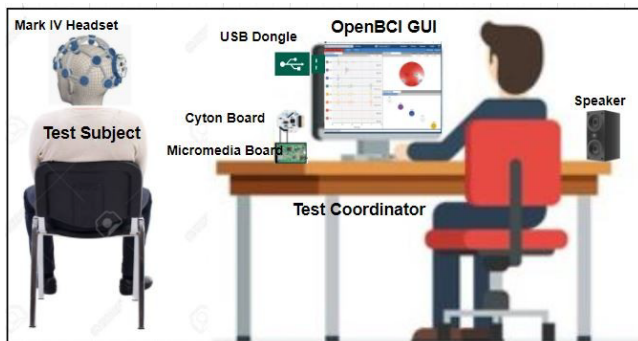 Mark IV Headset
OpenBCI GUI
USB Dongle
Speaker
Cyton Board
Test Subject
Micromedia Board
Test Coordinator